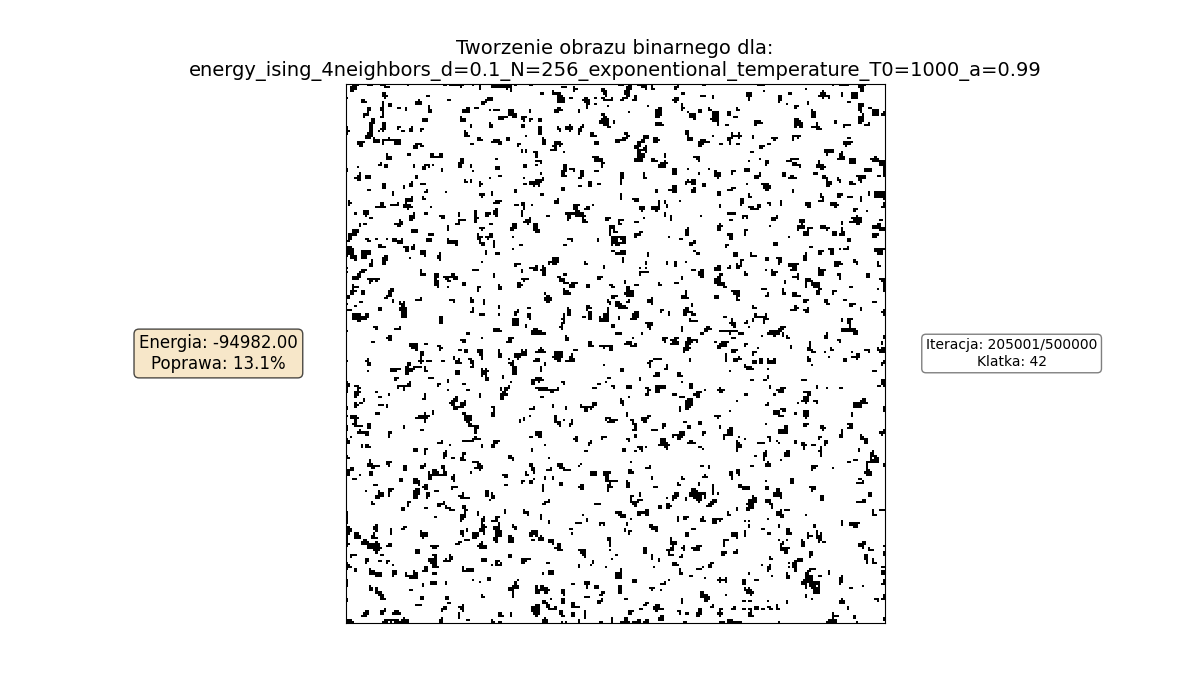 Tworzenie obrazu binarnego dla:
energy_ising_4neighbors_d=0.1_N=256_exponentional_temperature_T0=1000_a=0.99
Energia: -94982.00
Poprawa: 13.1%
Iteracja: 205001/500000
Klatka: 42